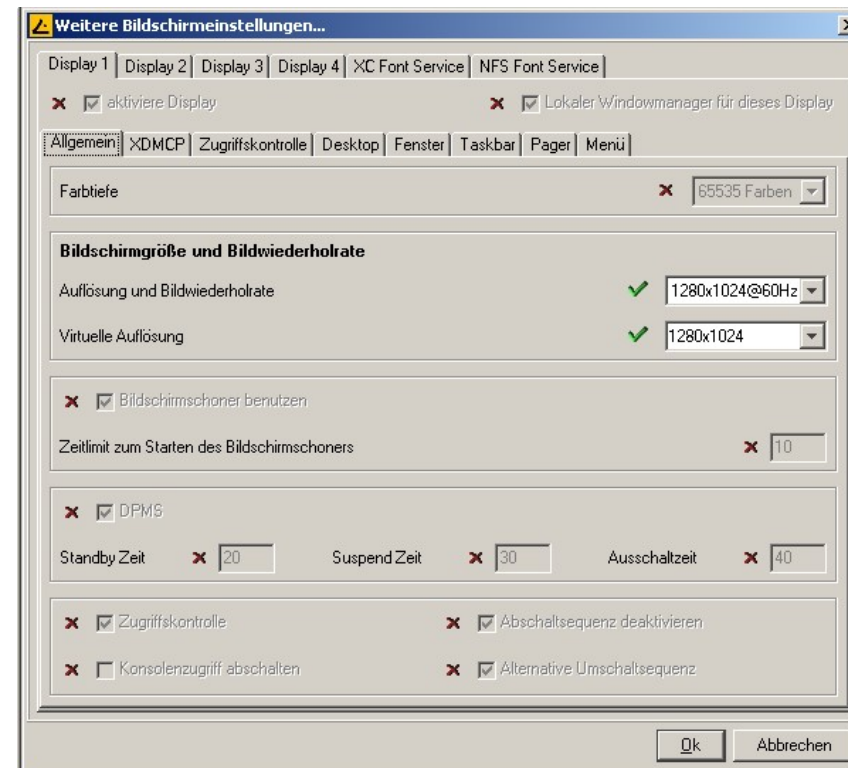 Weitere Bildschirmeinstellungen...
Display 1 Display 2 Display 3 Display 4 XC Font Service NFS Font Service
aktiviere Display Lokaler Windowmanager für dieses Display
Allgemein XDMCP Zugriffskontrolle Desktop Fenster Taskbar Pager Menü
Farbtiefe 65535 Farben
Bildschirmgröße und Bildwiederholrate
Auflösung und Bildwiederholrate 1280x1024@60Hz
Virtuelle Auflösung 1280x1024
Bildschirmschoner benutzen
Zeitlimit zum Starten des Bildschirmschoners 10
DPMS
Standby Zeit 20 Suspend Zeit 30 Ausschaltzeit 40
Zugriffskontrolle Abschaltsequenz deaktivieren
Konsolenzugriff abschalten Alternative Umschaltsequenz
Ok Abbrechen